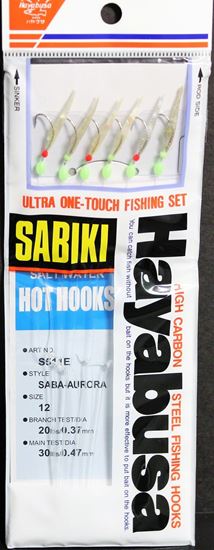 Hayabusa
SINKER
ROD SIDE
ULTRA ONE-TOUCH FISHING SET
SABIKI
SALT WATER
HOT HOOKS
ART NO.
STYLE
SABA-AURORA
SIZE
12
BRANCH TEST/DIA
20lbs/0.37mm
MAIN TEST/DIA
30lbs/0.47mm
Hayabusa
HIGH CARBON STEEL FISHING HOOKS
You can catch fish without
bait on the hooks but it is more effective to put bait on the hooks.